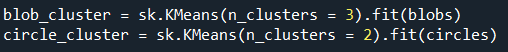 blob_cluster = sk.KMeans(n_clusters = 3).fit(blobs)
circle_cluster = sk.KMeans(n_clusters = 2).fit(circles)